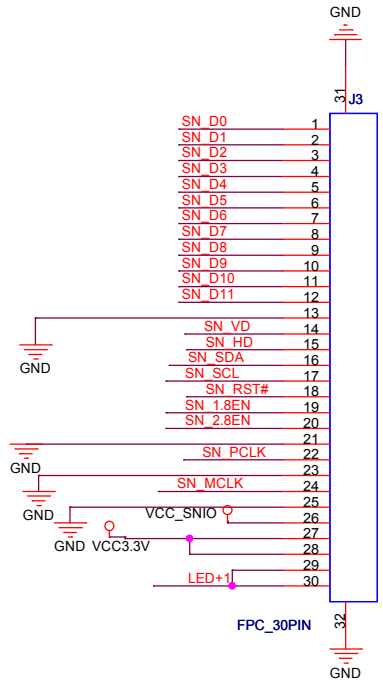 GND
31
J3
SN_D0 1
SN_D1 2
SN_D2 3
SN_D3 4
SN_D4 5
SN_D5 6
SN_D6 7
SN_D7 8
SN_D8 9
SN_D9 10
SN_D10 11
SN_D11 12
13
GND
SN_VD 14
SN_HD 15
SN_SDA 16
SN_SCL 17
SN_RST# 18
SN_1.8EN 19
SN_2.8EN 20
21
GND
SN_PCLK 22
23
SN_MCLK 24
GND
25
VCC_SNIO 26
GND
VCC3.3V 27
28
29
LED+1 30
FPC_30PIN
32
GND